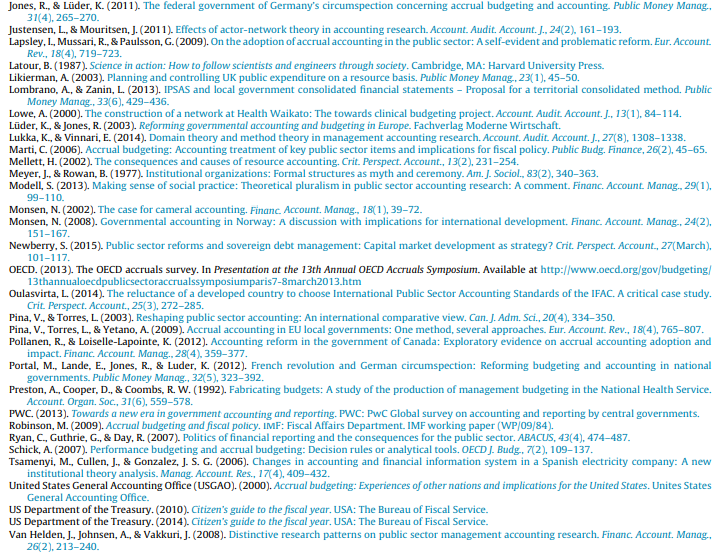 Jones, R., & Lüder, K. (2011). The federal government of Germany's circumspection concerning accrual budgeting and accounting. Public Money Manag.,
31(4), 265–270.
Justensen, L., & Mouritsen, J. (2011). Effects of actor-network theory in accounting research. Account. Audit. Account. J., 24(2), 161–193.
Lapsley, I., Mussari, R., & Paulsson, G. (2009). On the adoption of accrual accounting in the public sector: A self-evident and problematic reform. Eur. Account.
Rev., 18(4), 719–723.
Latour, B. (1987). Science in action: How to follow scientists and engineers through society. Cambridge, MA: Harvard University Press.
Likierman, A. (2003). Planning and controlling UK public expenditure on a resource basis. Public Money Manag., 23(1), 45–50.
Lombrano, A., & Zanin, L. (2013). IPSAS and local government consolidated financial statements – Proposal for a territorial consolidated method. Public
Money Manag., 33(6), 429–436.
Lowe, A. (2000). The construction of a network at Health Waikato: The towards clinical budgeting project. Account. Audit. Account. J., 13(1), 84–114.
Lüder, K., & Jones, R. (2003). Reforming governmental accounting and budgeting in Europe. Fachverlag Moderne Wirtschaft.
Lukka, K., & Vinnari, E. (2014). Domain theory and method theory in management accounting research. Account. Audit. Account. J., 27(8), 1308–1338.
Marti, C. (2006). Accrual budgeting: Accounting treatment of key public sector items and implications for fiscal policy. Public Budg. Finance, 26(2), 45–65.
Mellett, H. (2002). The consequences and causes of resource accounting. Crit. Perspect. Account., 13(2), 231–254.
Meyer, J., & Rowan, B. (1977). Institutional organizations: Formal structures as myth and ceremony. Am. J. Sociol., 83(2), 340–363.
Modell, S. (2013). Making sense of social practice: Theoretical pluralism in public sector accounting research: A comment. Financ. Account. Manag., 29(1),
99–110.
Monsen, N. (2002). The case for cameral accounting. Financ. Account. Manag., 18(1), 39–72.
Monsen, N. (2008). Governmental accounting in Norway: A discussion with implications for international development. Financ. Account. Manag., 24(2),
151–167.
Newberry, S. (2015). Public sector reforms and sovereign debt management: Capital market development as strategy? Crit. Perspect. Account., 27(March),
101–117.
OECD. (2013). The OECD accruals survey. In Presentation at the 13th Annual OECD Accruals Symposium. Available at http://www.oecd.org/gov/budgeting/
13thannualoecdpublicsectoraccrualssymposiumparis7-8march2013.htm
Oulasvirta, L. (2014). The reluctance of a developed country to choose International Public Sector Accounting Standards of the IFAC. A critical case study.
Crit. Perspect. Account., 25(3), 272–285.
Pina, V., & Torres, L. (2003). Reshaping public sector accounting: An international comparative view. Can. J. Adm. Sci., 20(4), 334–350.
Pina, V., Torres, L., & Yetano, A. (2009). Accrual accounting in EU local governments: One method, several approaches. Eur. Account. Rev., 18(4), 765–807.
Pollanen, R., & Loiselle-Lapointe, K. (2012). Accounting reform in the government of Canada: Exploratory evidence on accrual accounting adoption and
impact. Financ. Account. Manag., 28(4), 359–377.
Portal, M., Lande, E., Jones, R., & Luder, K. (2012). French revolution and German circumspection: Reforming budgeting and accounting in national
governments. Public Money Manag., 32(5), 323–392.
Preston, A., Cooper, D., & Coombs, R. W. (1992). Fabricating budgets: A study of the production of management budgeting in the National Health Service.
Account. Organ. Soc., 31(6), 559–578.
PWC. (2013). Towards a new era in government accounting and reporting. PWC: PwC Global survey on accounting and reporting by central governments.
Robinson, M. (2009). Accrual budgeting and fiscal policy. IMF: Fiscal Affairs Department, IMF working paper (WP/09/84).
Ryan, C., Guthrie, G., & Day, R. (2007). Politics of financial reporting and the consequences for the public sector. ABACUS, 43(4), 474–487.
Schick, A. (2007). Performance budgeting and accrual budgeting: Decision rules or analytical tools. OECD J. Budg., 7(2), 109–137.
Tsamenyi, M., Cullen, J., & Gonzalez, J. S. G. (2006). Changes in accounting and financial information system in a Spanish electricity company: A new
institutional theory analysis. Manag. Account. Res., 17(4), 409–432.
United States General Accounting Office (USGAO). (2000). Accrual budgeting: Experiences of other nations and implications for the United States. Unites States
General Accounting Office.
US Department of the Treasury. (2010). Citizen's guide to the fiscal year. USA: The Bureau of Fiscal Service.
US Department of the Treasury. (2014). Citizen's guide to the fiscal year. USA: The Bureau of Fiscal Service.
Van Helden, J., Johnsen, A., & Vakkuri, J. (2008). Distinctive research patterns on public sector management accounting research. Financ. Account. Manag.,
26(2), 213–240.